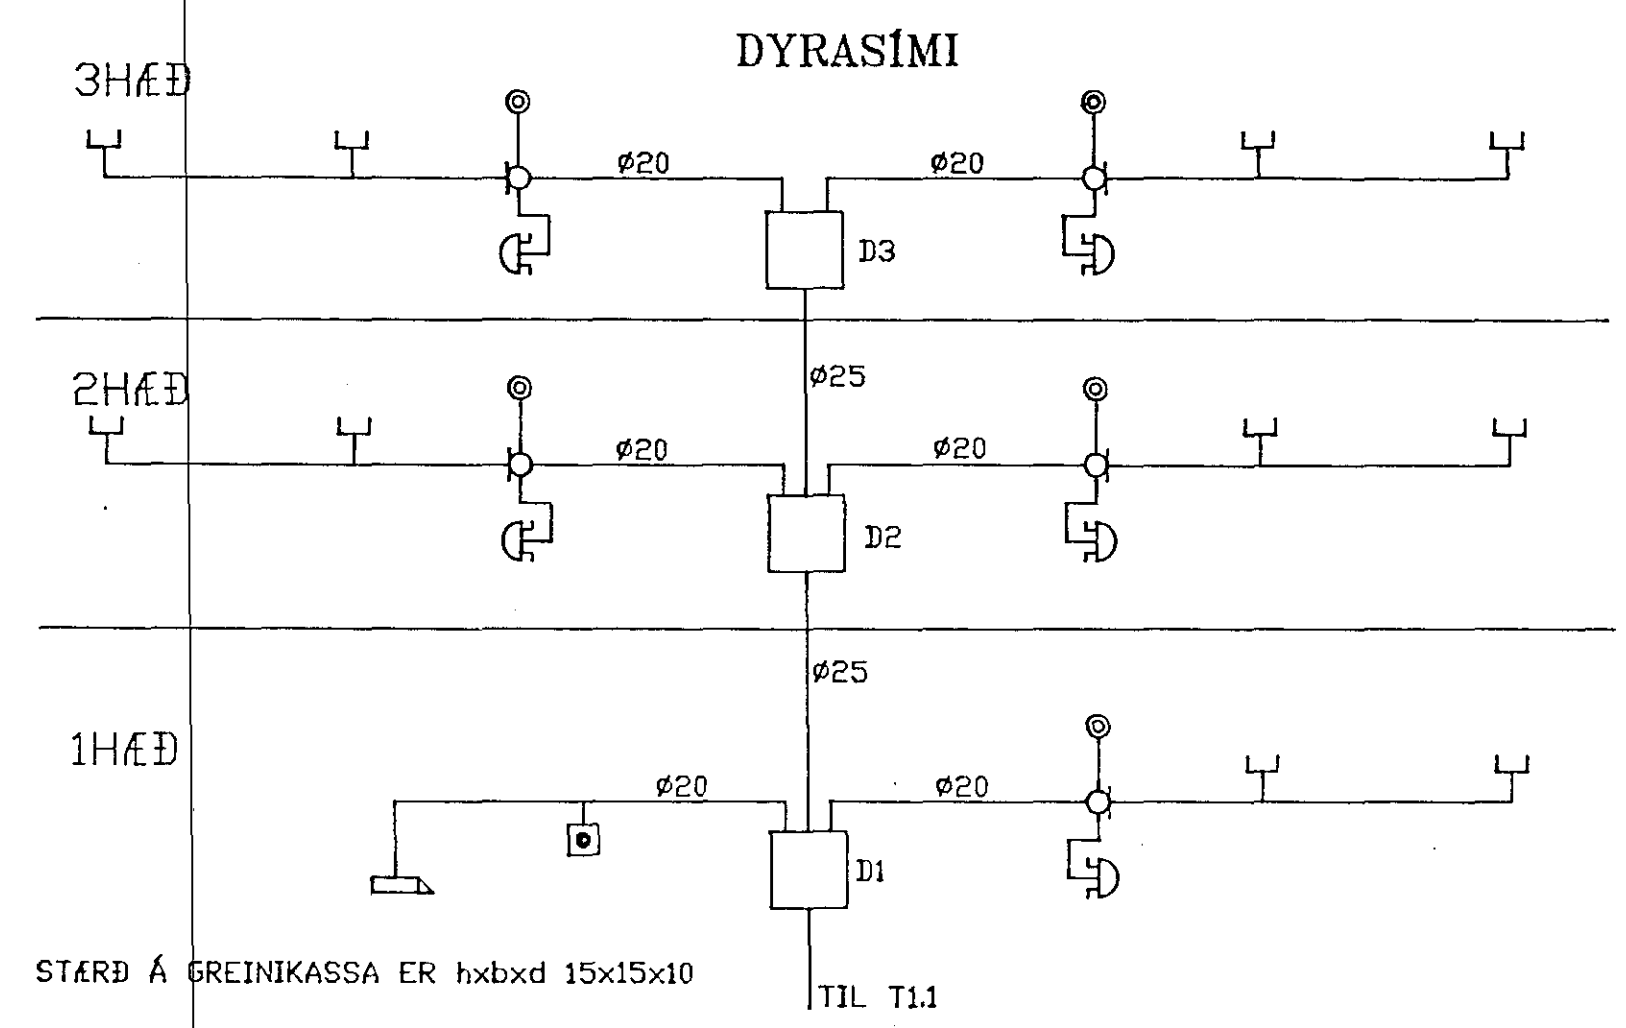 DYRASÍMI
3HÆÐ
ø20
ø20
D3
ø25
2HÆÐ
ø20
ø20
D2
ø25
1HÆÐ
ø20
ø20
D1
STÆRÐ Á GREINIKASSA ER hxbxd 15x15x10
TIL T1.1